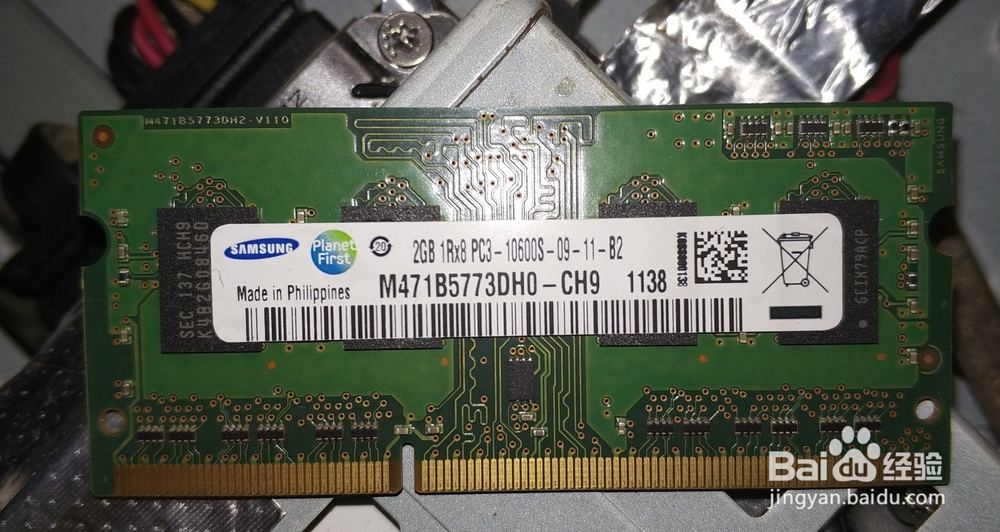 M471B5773DH2-V110
SAMSUNG
SAMSUNG
Planet First
20
2GB 1Rx8 PC3-10600S-09-11-B2
Made in Philippines
M471B5773DH0-CH9 1138
SEC 137 HCH9
Bai du 经验
jingyan.baidu.com